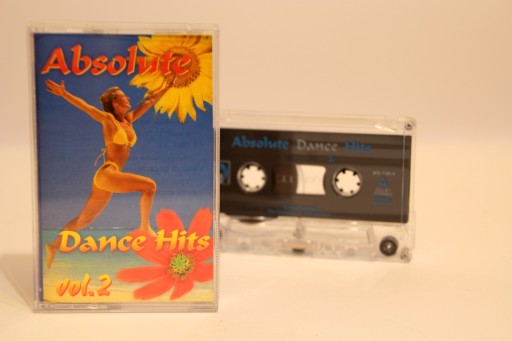 Absolute
Dance Hits
vol.2
Absolute Dance Hits
A